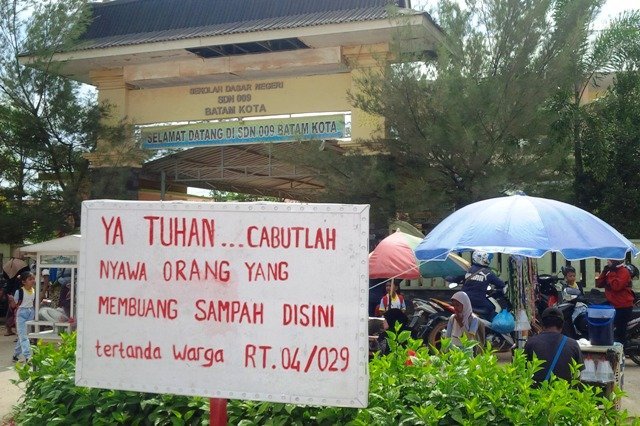 SEKOLAH DASAR NEGERI
SDN 009
BATAM KOTA
SELAMAT DATANG DI SDN 009 BATAM KOTA
YA TUHAN... CABUTLAH
NYAWA ORANG YANG
MEMBUANG SAMPAH DISINI
tertanda Warga RT. 04/029